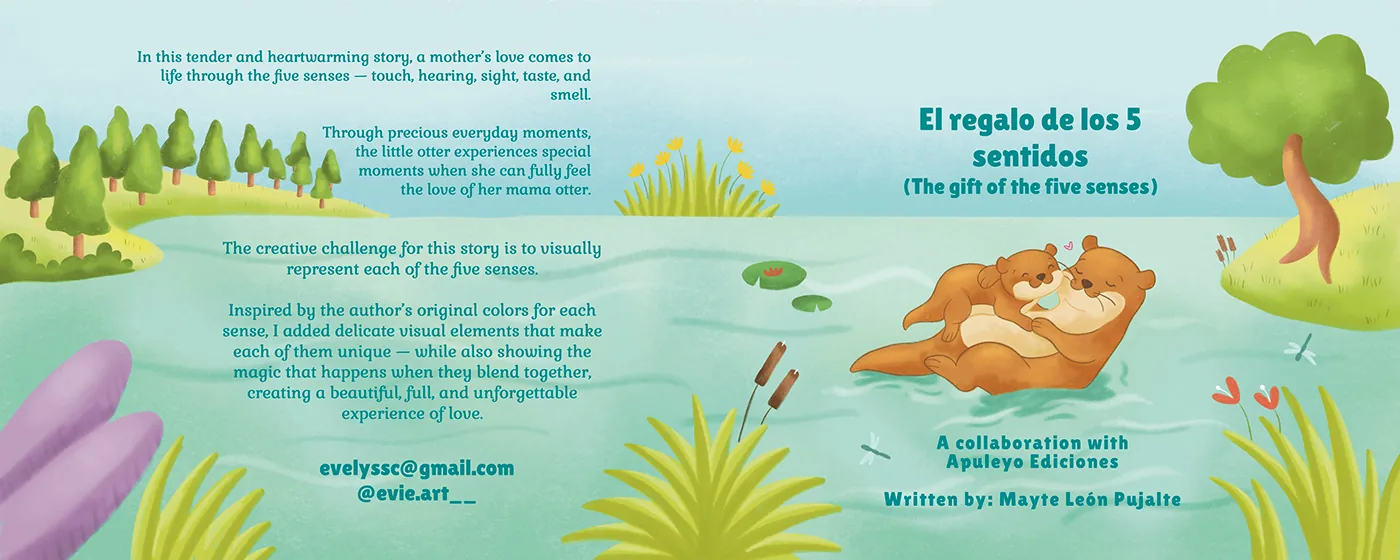 In this tender and heartwarming story, a mother's love comes to
life through the five senses — touch, hearing, sight, taste, and
smell.
Through precious everyday moments,
the little otter experiences special
moments when she can fully feel
the love of her mama otter.
The creative challenge for this story is to visually
represent each of the five senses.
Inspired by the author's original colors for each
sense, I added delicate visual elements that make
each of them unique — while also showing the
magic that happens when they blend together,
creating a beautiful, full, and unforgettable
experience of love.
evelyssc@gmail.com
@evie.art__
El regalo de los 5
sentidos
(The gift of the five senses)
A collaboration with
Apuleyo Ediciones
Written by: Mayte León Pujalte